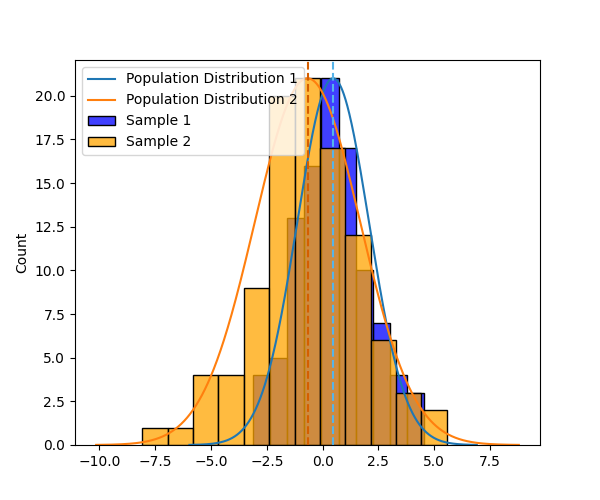 Population Distribution 1
Population Distribution 2
Sample 1
Sample 2
20.0
17.5
15.0
12.5
10.0
7.5
5.0
2.5
0.0
Count
−10.0 −7.5 −5.0 −2.5 0.0 2.5 5.0 7.5